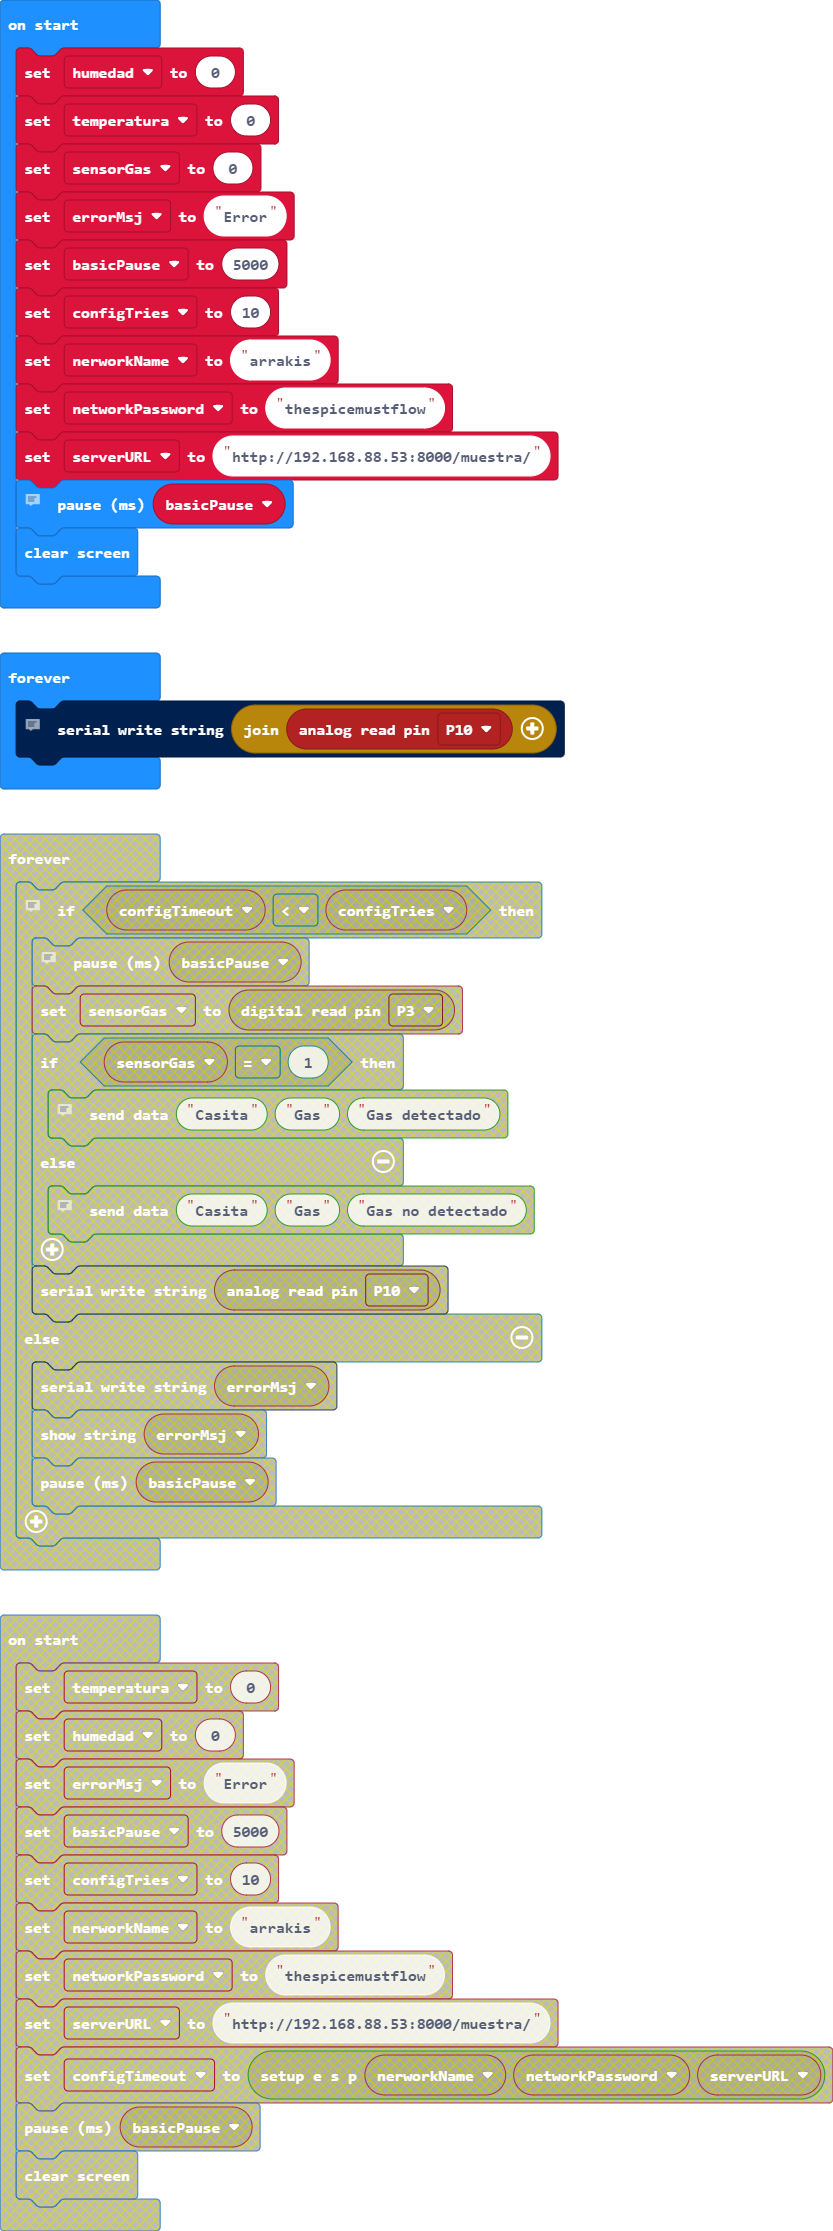 on start
set humedad to 0
set temperatura to 0
set sensorGas to 0
set errorMsj to "Error"
set basicPause to 5000
set configTries to 10
set nerworkName to "arrakis"
set networkPassword to "thespicemustflow"
set serverURL to "http://192.168.88.53:8000/muestra/"
pause (ms) basicPause
clear screen
forever
serial write string join analog read pin P10
forever
if configTimeout < configTries then
pause (ms) basicPause
set sensorGas to digital read pin P3
if sensorGas = 1 then
send data "Casita" "Gas" "Gas detectado"
else
send data "Casita" "Gas" "Gas no detectado"
serial write string analog read pin P10
else
serial write string errorMsj
show string errorMsj
pause (ms) basicPause
on start
set temperatura to 0
set humedad to 0
set errorMsj to "Error"
set basicPause to 5000
set configTries to 10
set nerworkName to "arrakis"
set networkPassword to "thespicemustflow"
set serverURL to "http://192.168.88.53:8000/muestra/"
set configTimeout to setup e s p nerworkName networkPassword serverURL
pause (ms) basicPause
clear screen